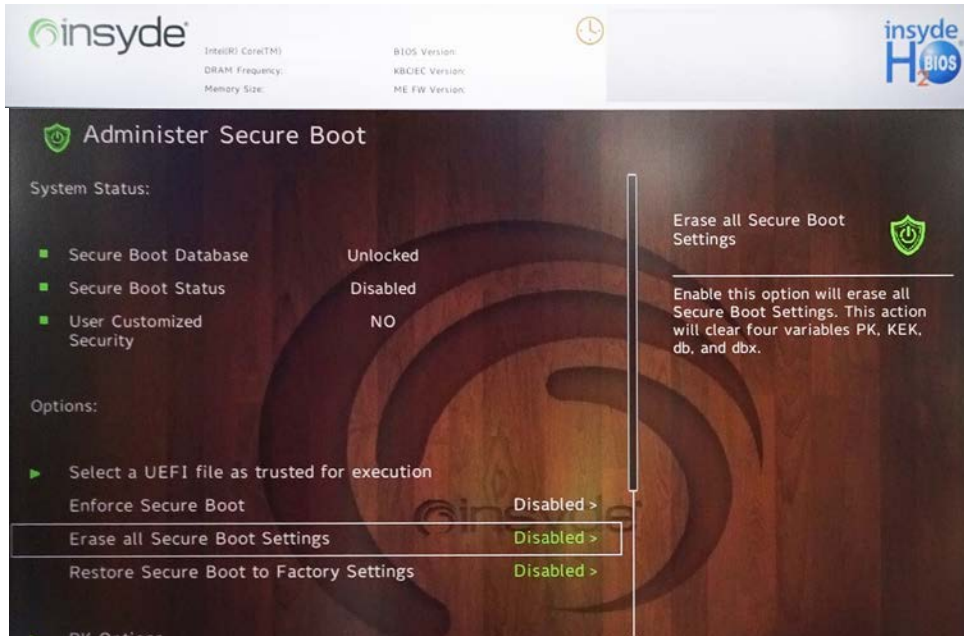 insyde
Intel(R) Core(TM)
DRAM Frequency:
Memory Size:
BIOS Version:
KBC/EC Version:
ME FW Version:
insyde
H2O
BIOS
Administer Secure Boot
System Status:
Secure Boot Database Unlocked
Secure Boot Status Disabled
User Customized Security NO
Options:
Select a UEFI file as trusted for execution
Enforce Secure Boot Disabled >
insyde
Erase all Secure Boot Settings Disabled >
Restore Secure Boot to Factory Settings Disabled >
PK Options
Erase all Secure Boot
Settings
Enable this option will erase all
Secure Boot Settings. This action
will clear four variables PK, KEK,
db, and dbx.